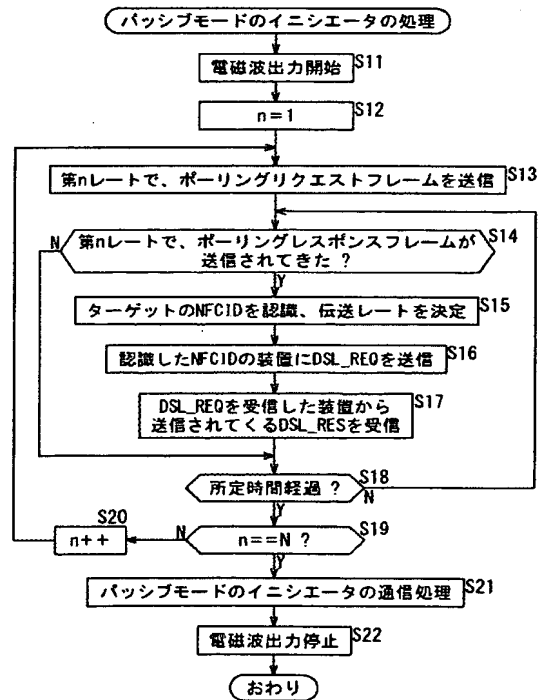 パッシブモードのイニシエータの処理
電磁波出力開始
S11
n=1
S12
第nレートで、ポーリングリクエストフレームを送信
S13
第nレートで、ポーリングレスポンスフレームが
送信されてきた ?
S14
N
Y
ターゲットのNFCIDを認識、伝送レートを決定
S15
認識したNFCIDの装置にDSL_REQを送信
S16
DSL_REQを受信した装置から
送信されてくるDSL_RESを受信
S17
所定時間経過 ?
S18
N
Y
n==N ?
S19
N
n++
S20
Y
パッシブモードのイニシエータの通信処理
S21
電磁波出力停止
S22
おわり